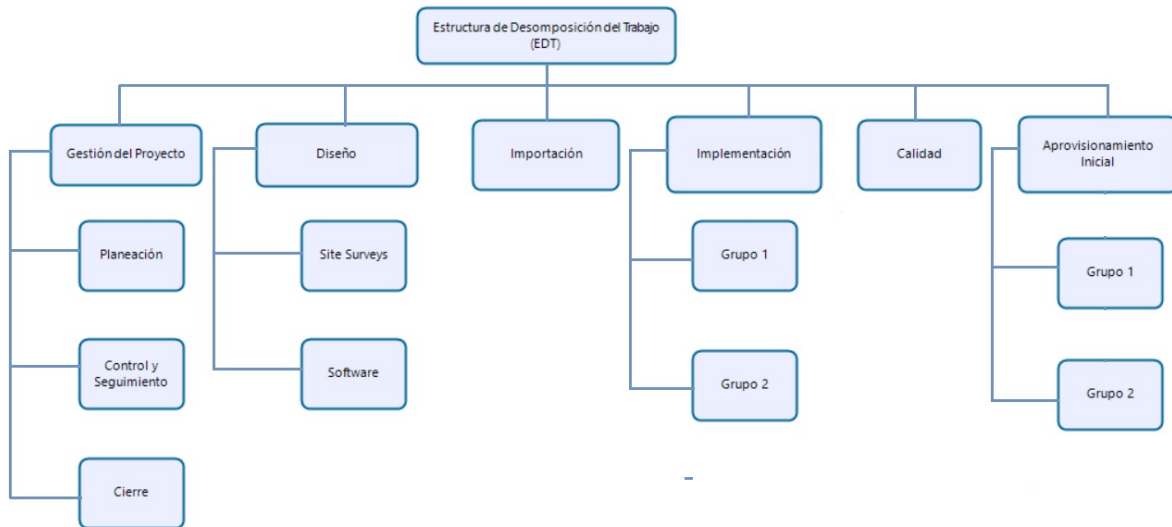 Estructura de Desomposición del Trabajo
(EDT)
Gestión del Proyecto
Diseño
Importación
Implementación
Calidad
Aprovisionamiento
Inicial
Planeación
Site Surveys
Grupo 1
Grupo 1
Control y
Seguimiento
Software
Grupo 2
Grupo 2
Cierre